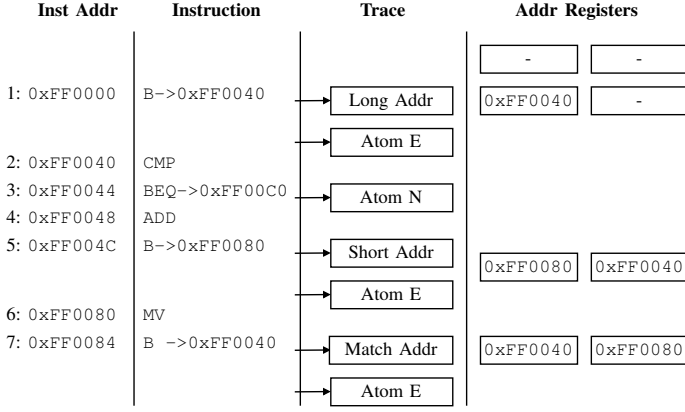 Inst Addr Instruction Trace Addr Registers
- -
1: 0xFF0000 B->0xFF0040 Long Addr 0xFF0040 -
Atom E
2: 0xFF0040 CMP
3: 0xFF0044 BEQ->0xFF00C0 Atom N
4: 0xFF0048 ADD
5: 0xFF004C B->0xFF0080 Short Addr
0xFF0080 0xFF0040
Atom E
6: 0xFF0080 MV
7: 0xFF0084 B ->0xFF0040 Match Addr 0xFF0040 0xFF0080
Atom E